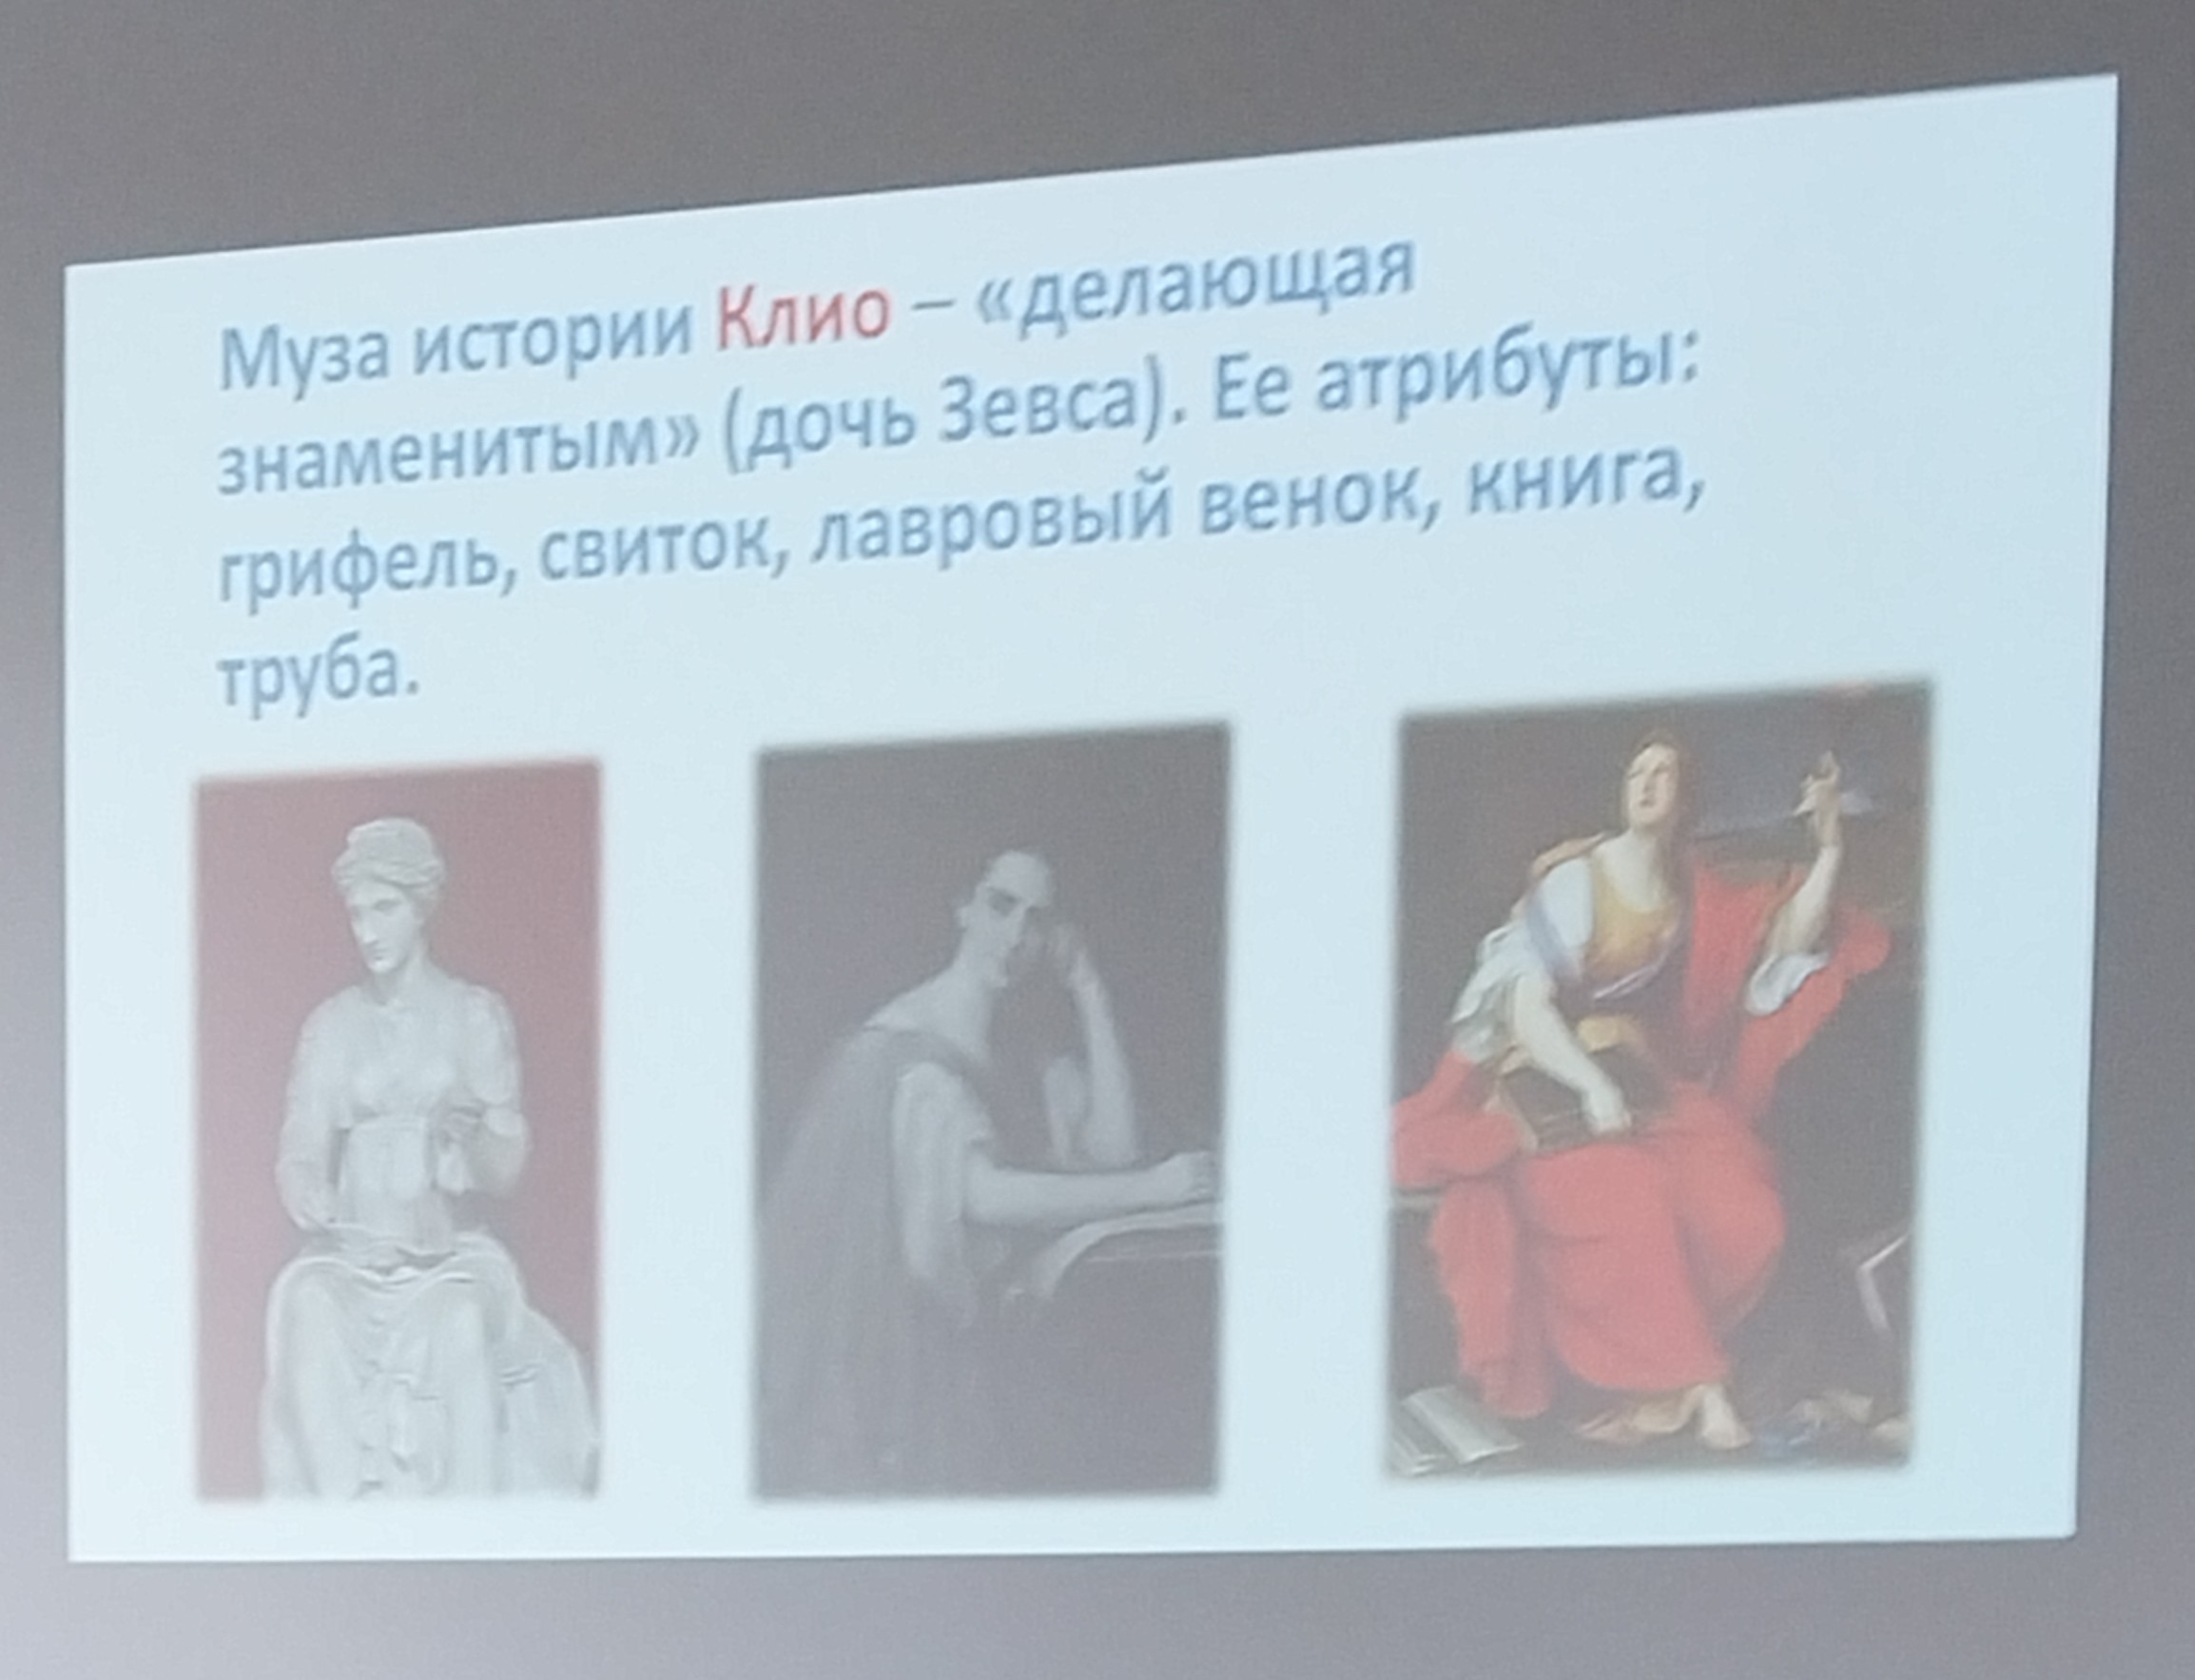 Муза истории Клио – «делающая
знаменитым» (дочь Зевса). Ее атрибуты:
грифель, свиток, лавровый венок, книга,
труба.